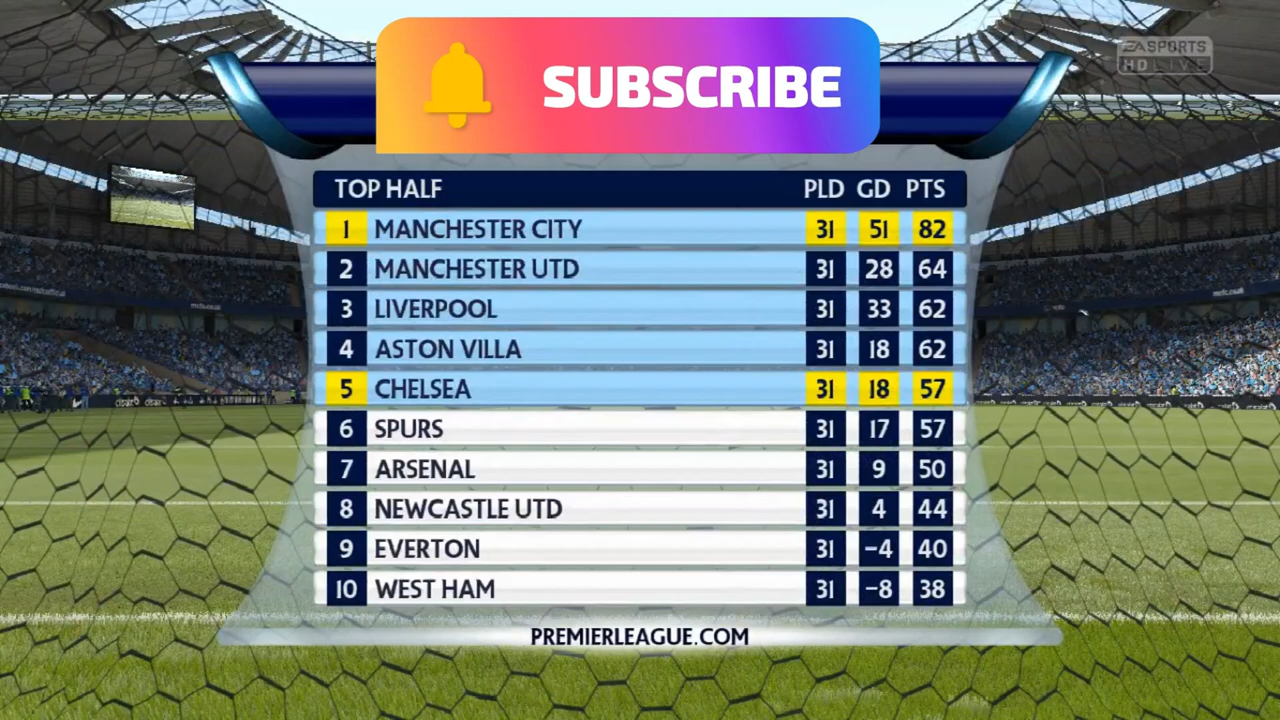 SUBSCRIBE
EA SPORTS
HD LIVE
TOP HALF PLD GD PTS
1 MANCHESTER CITY 31 51 82
2 MANCHESTER UTD 31 28 64
3 LIVERPOOL 31 33 62
4 ASTON VILLA 31 18 62
5 CHELSEA 31 18 57
6 SPURS 31 17 57
7 ARSENAL 31 9 50
8 NEWCASTLE UTD 31 4 44
9 EVERTON 31 -4 40
10 WEST HAM 31 -8 38
PREMIERLEAGUE.COM